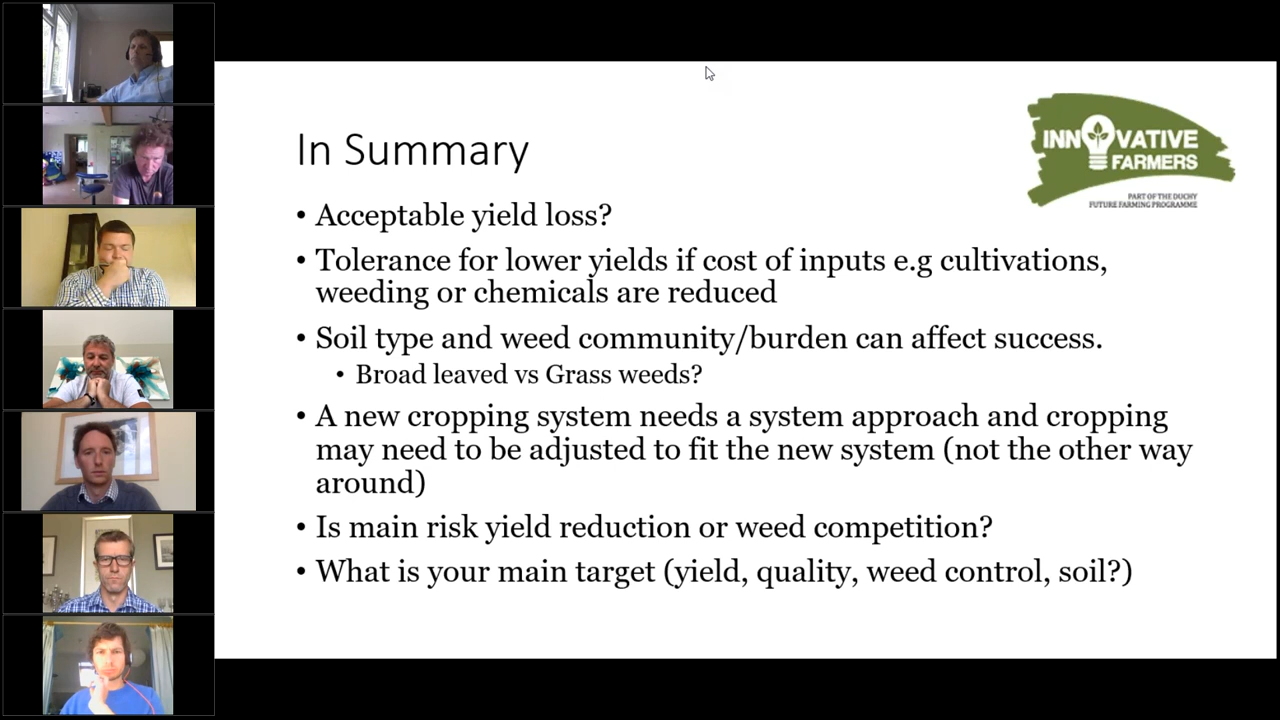 In Summary
INNOVATIVE
FARMERS
PART OF THE DUCHY
FUTURE FARMING PROGRAMME
• Acceptable yield loss?
• Tolerance for lower yields if cost of inputs e.g cultivations,
weeding or chemicals are reduced
• Soil type and weed community/burden can affect success.
• Broad leaved vs Grass weeds?
• A new cropping system needs a system approach and cropping
may need to be adjusted to fit the new system (not the other way
around)
• Is main risk yield reduction or weed competition?
• What is your main target (yield, quality, weed control, soil?)